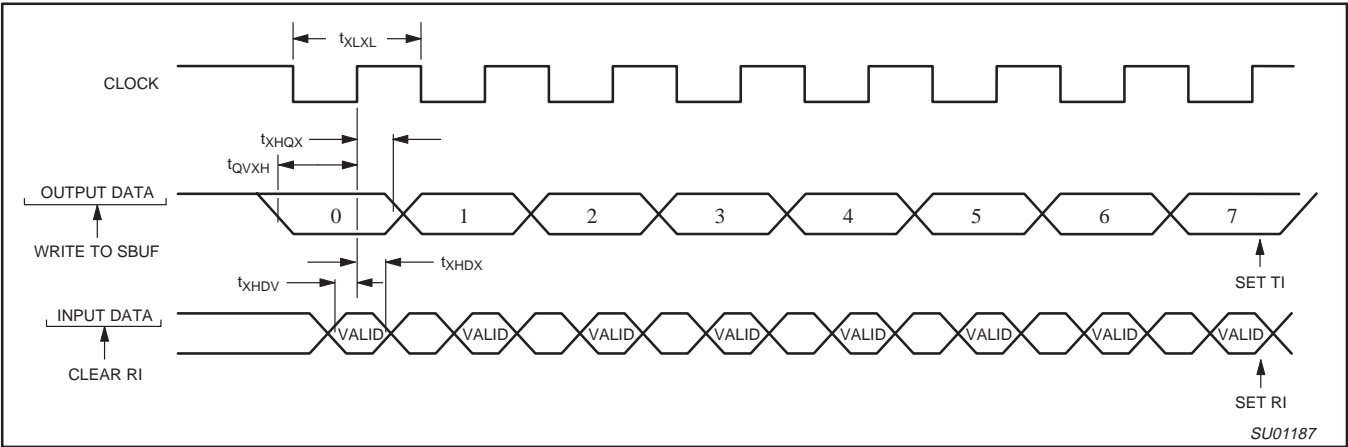 tXLXL
CLOCK
tXHQX
tQVXH
OUTPUT DATA
0 1 2 3 4 5 6 7
WRITE TO SBUF
tXHDX
tXHDV
SET TI
INPUT DATA
VALID VALID VALID VALID VALID VALID VALID VALID
CLEAR RI
SET RI
SU01187